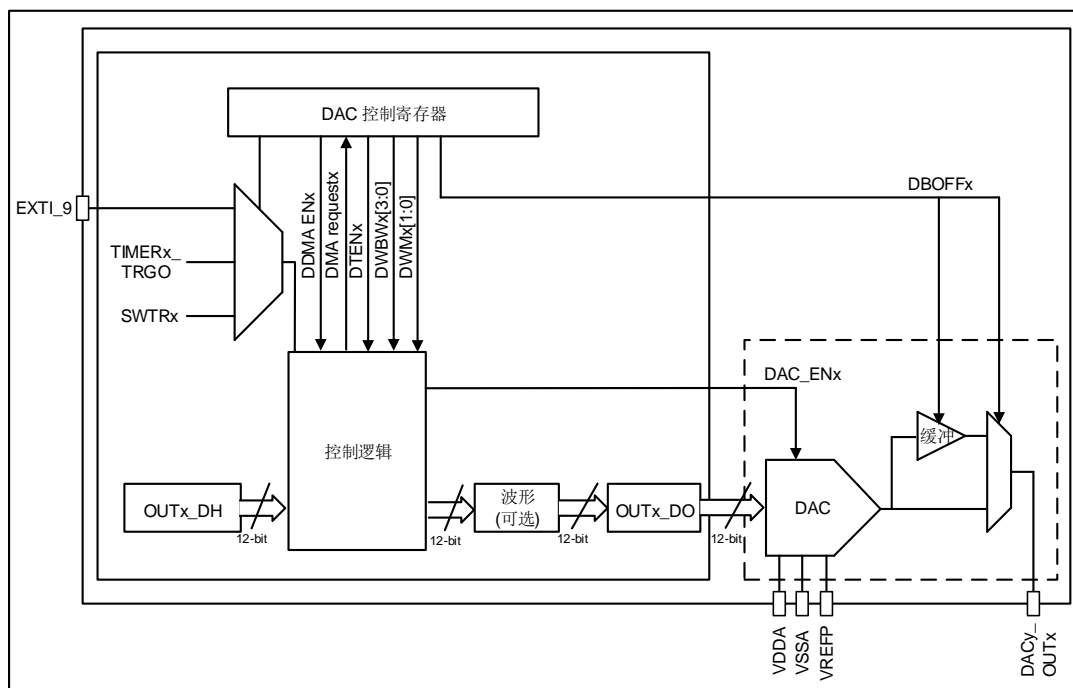 DAC 控制寄存器
DBOFFx
EXTI_9
TIMERx_
TRGO
SWTRx
DDMA ENx
DMA requestx
DTENx
DWBWx[3:0]
DWMx[1:0]
DAC_ENx
缓冲
控制逻辑
OUTx_DH
12-bit
12-bit
波形
(可选)
12-bit
OUTx_DO
12-bit
DAC
VDDA
VSSA
VREFP
DACy_
OUTx